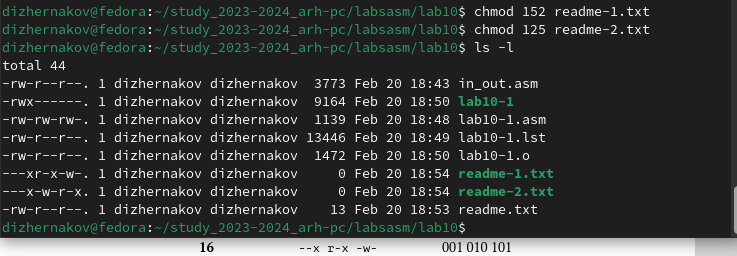 dizhernakov@fedora:~/study_2023-2024_arh-pc/labsasm/lab10$ chmod 152 readme-1.txt
dizhernakov@fedora:~/study_2023-2024_arh-pc/labsasm/lab10$ chmod 125 readme-2.txt
dizhernakov@fedora:~/study_2023-2024_arh-pc/labsasm/lab10$ ls -l
total 44
-rw-r--r--. 1 dizhernakov dizhernakov  3773 Feb 20 18:43 in_out.asm
-rwx------. 1 dizhernakov dizhernakov  9164 Feb 20 18:50 lab10-1
-rw-rw-rw-. 1 dizhernakov dizhernakov  1139 Feb 20 18:48 lab10-1.asm
-rw-r--r--. 1 dizhernakov dizhernakov 13446 Feb 20 18:49 lab10-1.lst
-rw-r--r--. 1 dizhernakov dizhernakov  1472 Feb 20 18:50 lab10-1.o
---xr-x-w-. 1 dizhernakov dizhernakov     0 Feb 20 18:54 readme-1.txt
---x-w-r-x. 1 dizhernakov dizhernakov     0 Feb 20 18:54 readme-2.txt
-rw-r--r--. 1 dizhernakov dizhernakov    13 Feb 20 18:53 readme.txt
dizhernakov@fedora:~/study_2023-2024_arh-pc/labsasm/lab10$
16 --x r-x -w- 001 010 101